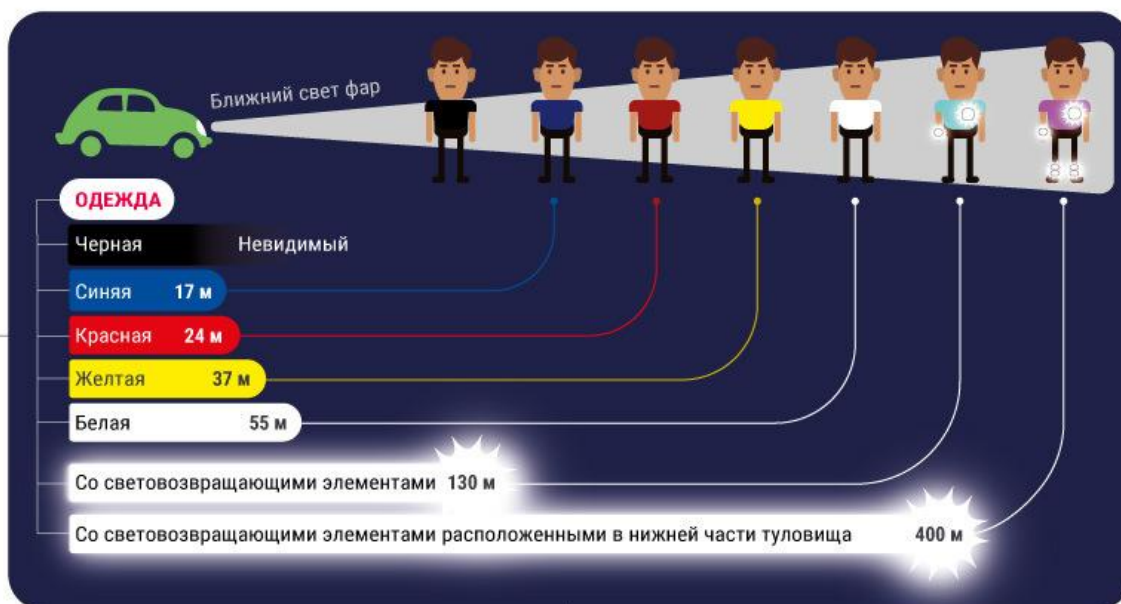 Ближний свет фар
ОДЕЖДА
Черная Невидимый
Синяя 17 м
Красная 24 м
Желтая 37 м
Белая 55 м
Со световозвращающими элементами 130 м
Со световозвращающими элементами расположенными в нижней части туловища 400 м